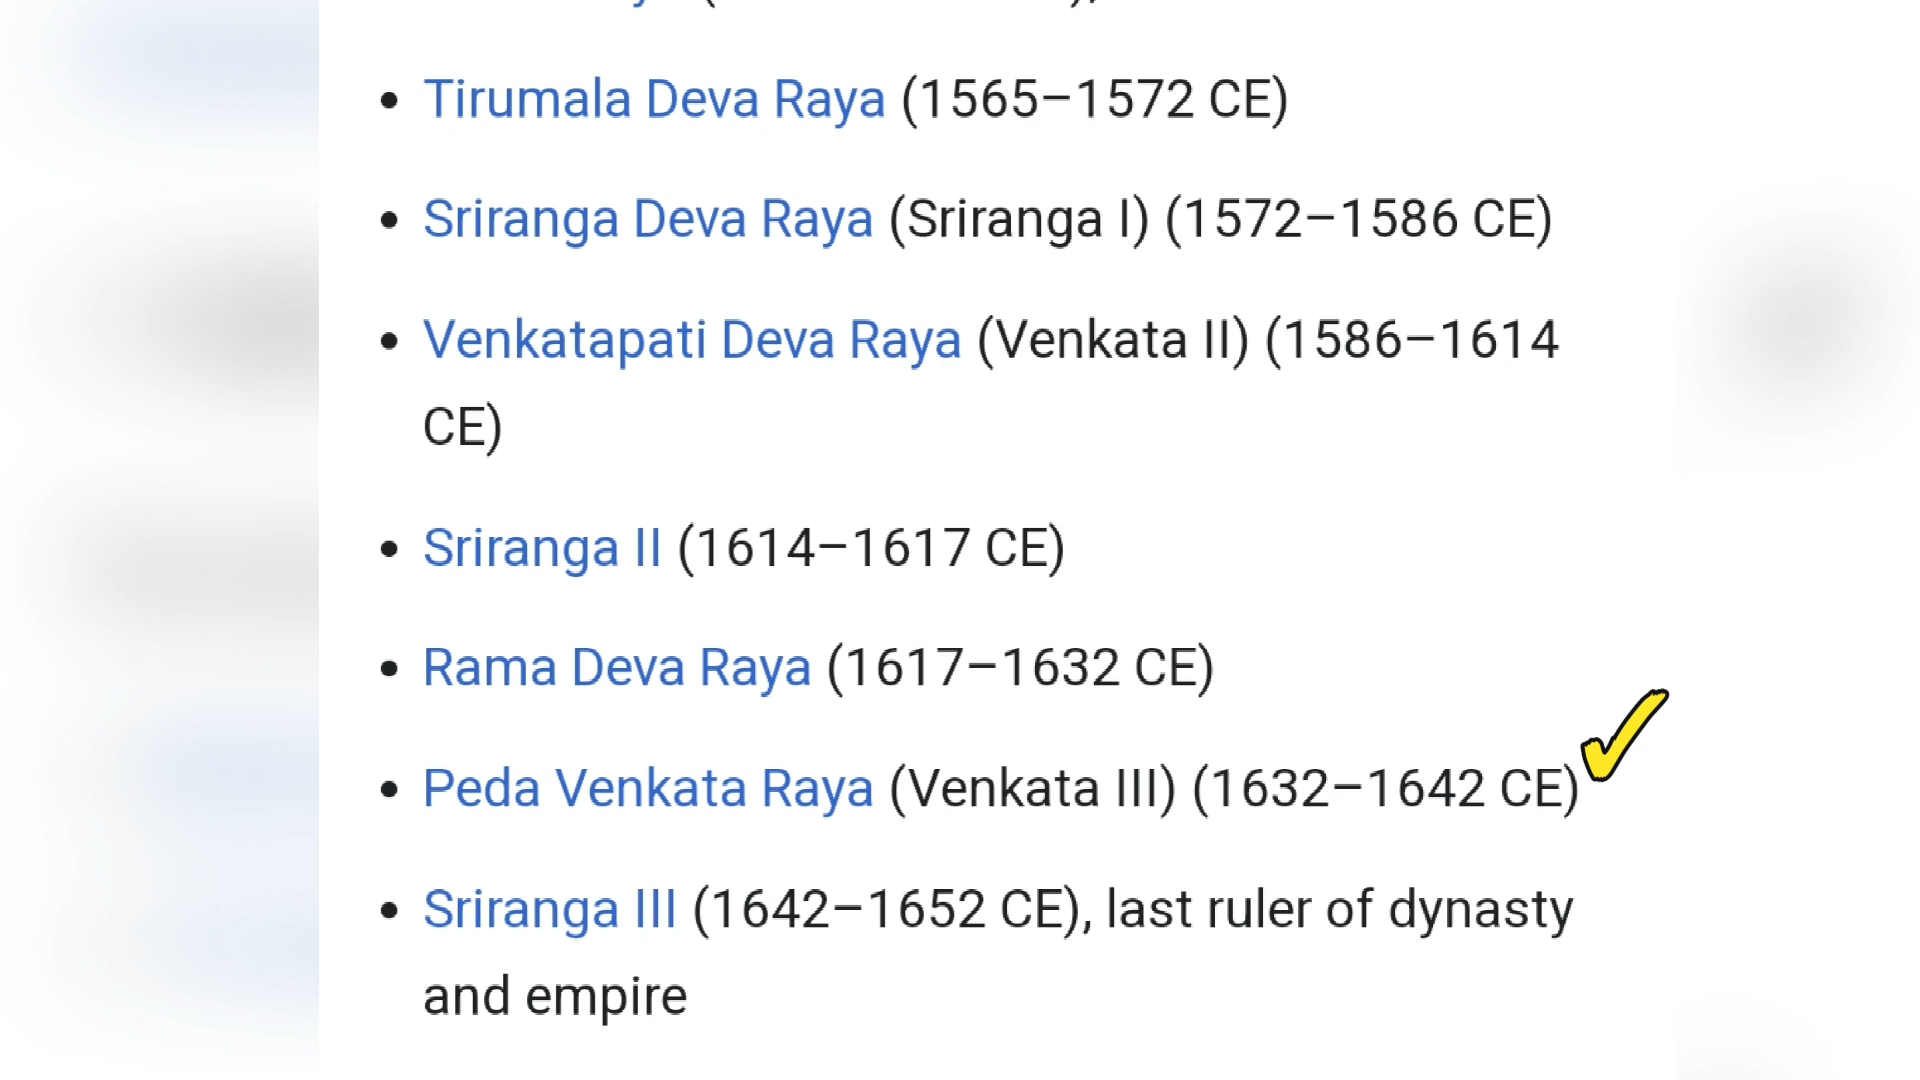 • Tirumala Deva Raya (1565–1572 CE)
• Sriranga Deva Raya (Sriranga I) (1572–1586 CE)
• Venkatapati Deva Raya (Venkata II) (1586–1614
CE)
• Sriranga II (1614–1617 CE)
• Rama Deva Raya (1617–1632 CE)
• Peda Venkata Raya (Venkata III) (1632–1642 CE)
• Sriranga III (1642–1652 CE), last ruler of dynasty
and empire